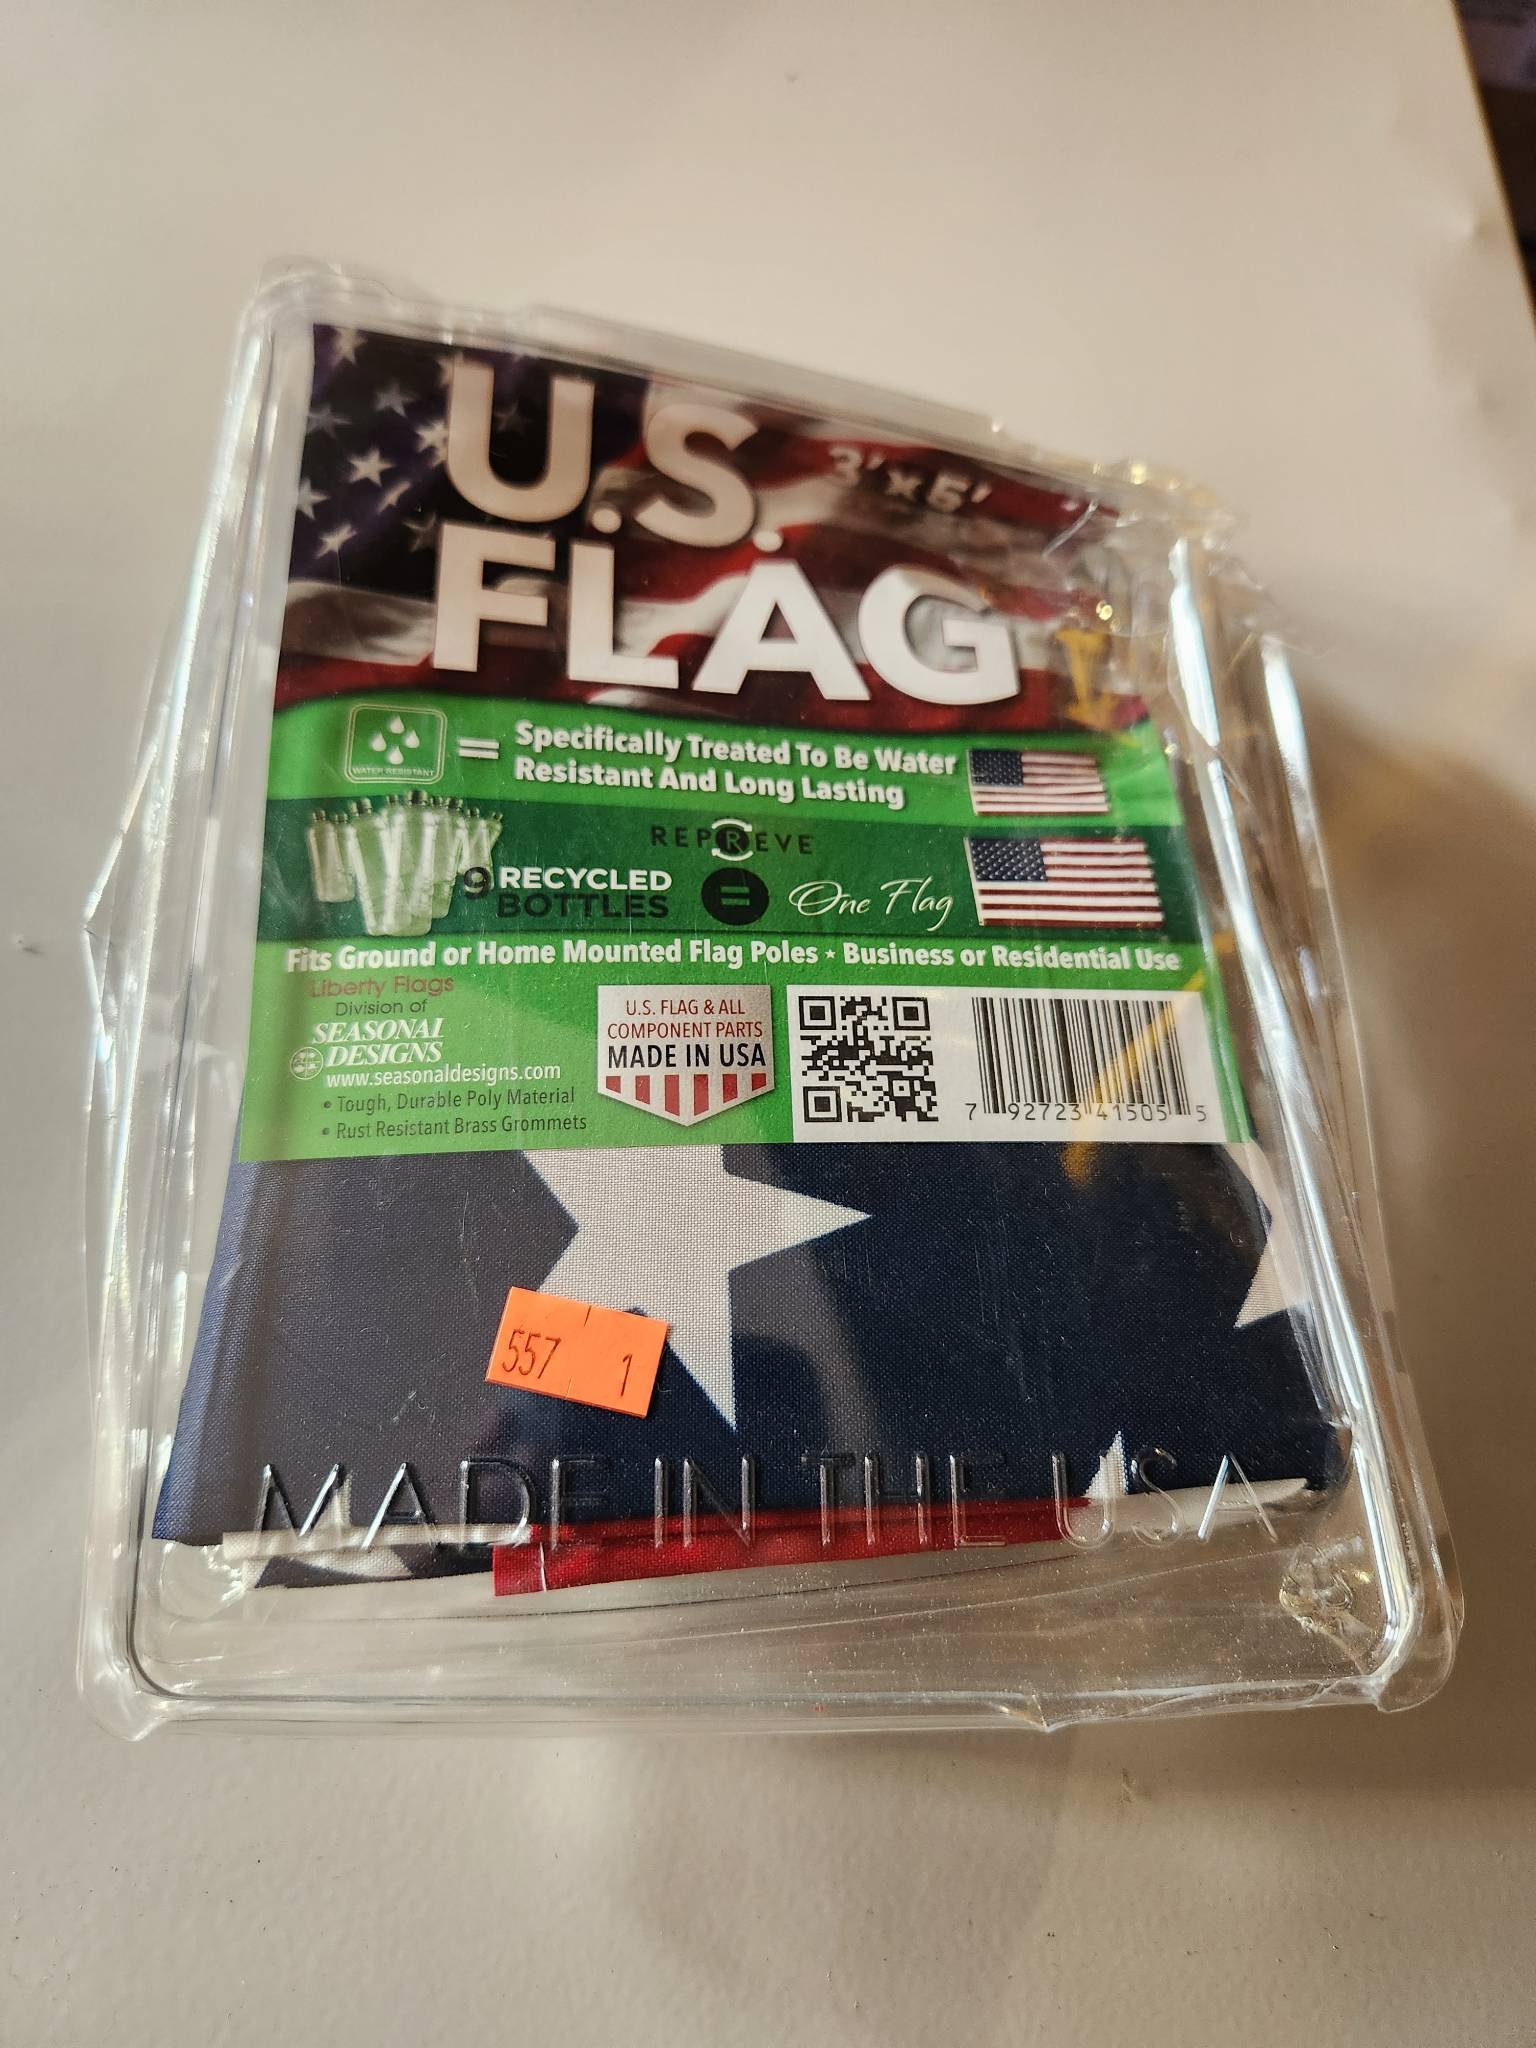 U.S.
3' x 5'
FLAG
WATER RESISTANT
=
Specifically Treated To Be Water
Resistant And Long Lasting
REPREVE
9 RECYCLED
BOTTLES
=
One Flag
Fits Ground or Home Mounted Flag Poles ⋆ Business or Residential Use
Liberty Flags
Division of
SEASONAL
DESIGNS
www.seasonaldesigns.com
• Tough, Durable Poly Material
• Rust Resistant Brass Grommets
U.S. FLAG & ALL
COMPONENT PARTS
MADE IN USA
7 92723 41505 5
557 1
MADE IN THE USA